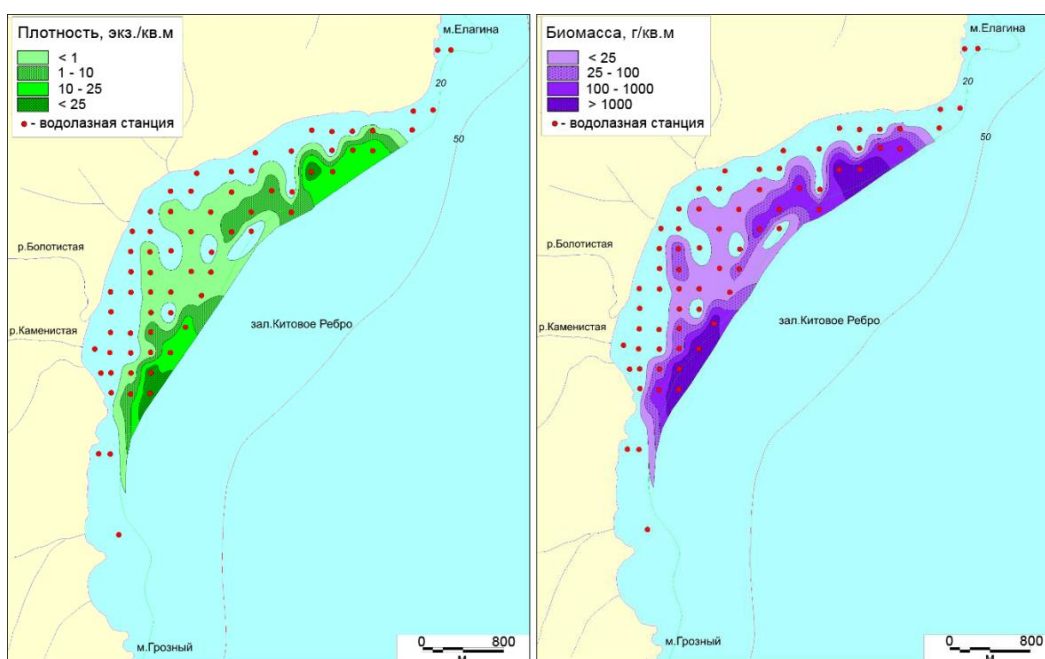 Плотность, экз./кв.м
< 1
1 - 10
10 - 25
< 25
- водолазная станция
м.Елагина
20
50
р.Болотистая
р.Каменистая
зал.Китовое Ребро
м.Грозный
0 800
м
Биомасса, г/кв.м
< 25
25 - 100
100 - 1000
> 1000
- водолазная станция
м.Елагина
20
50
р.Болотистая
р.Каменистая
зал.Китовое Ребро
м.Грозный
0 800
м